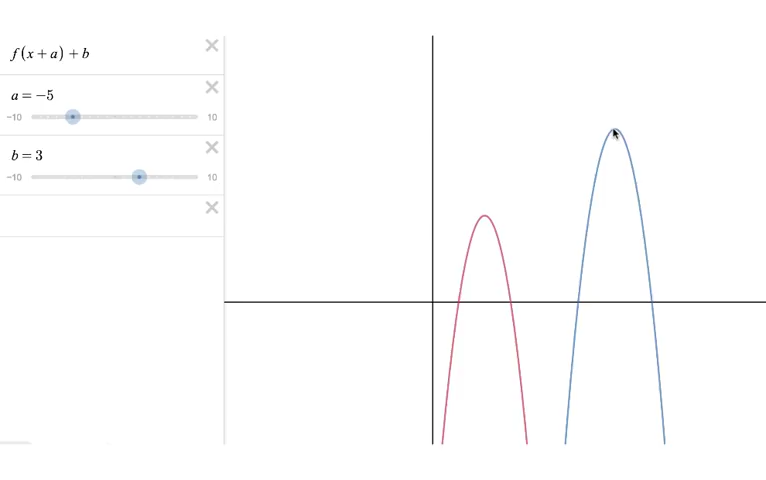 f(x + a) + b
a = −5
−10 10
b = 3
−10 10